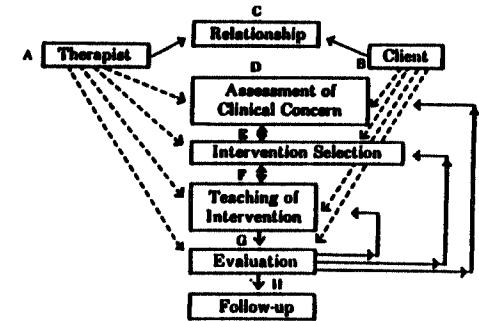 C
Relationship
A
Therapist
B
Client
D
Assessment of
Clinical Concern
E
Intervention Selection
F
Teaching of
Intervention
G
Evaluation
H
Follow-up